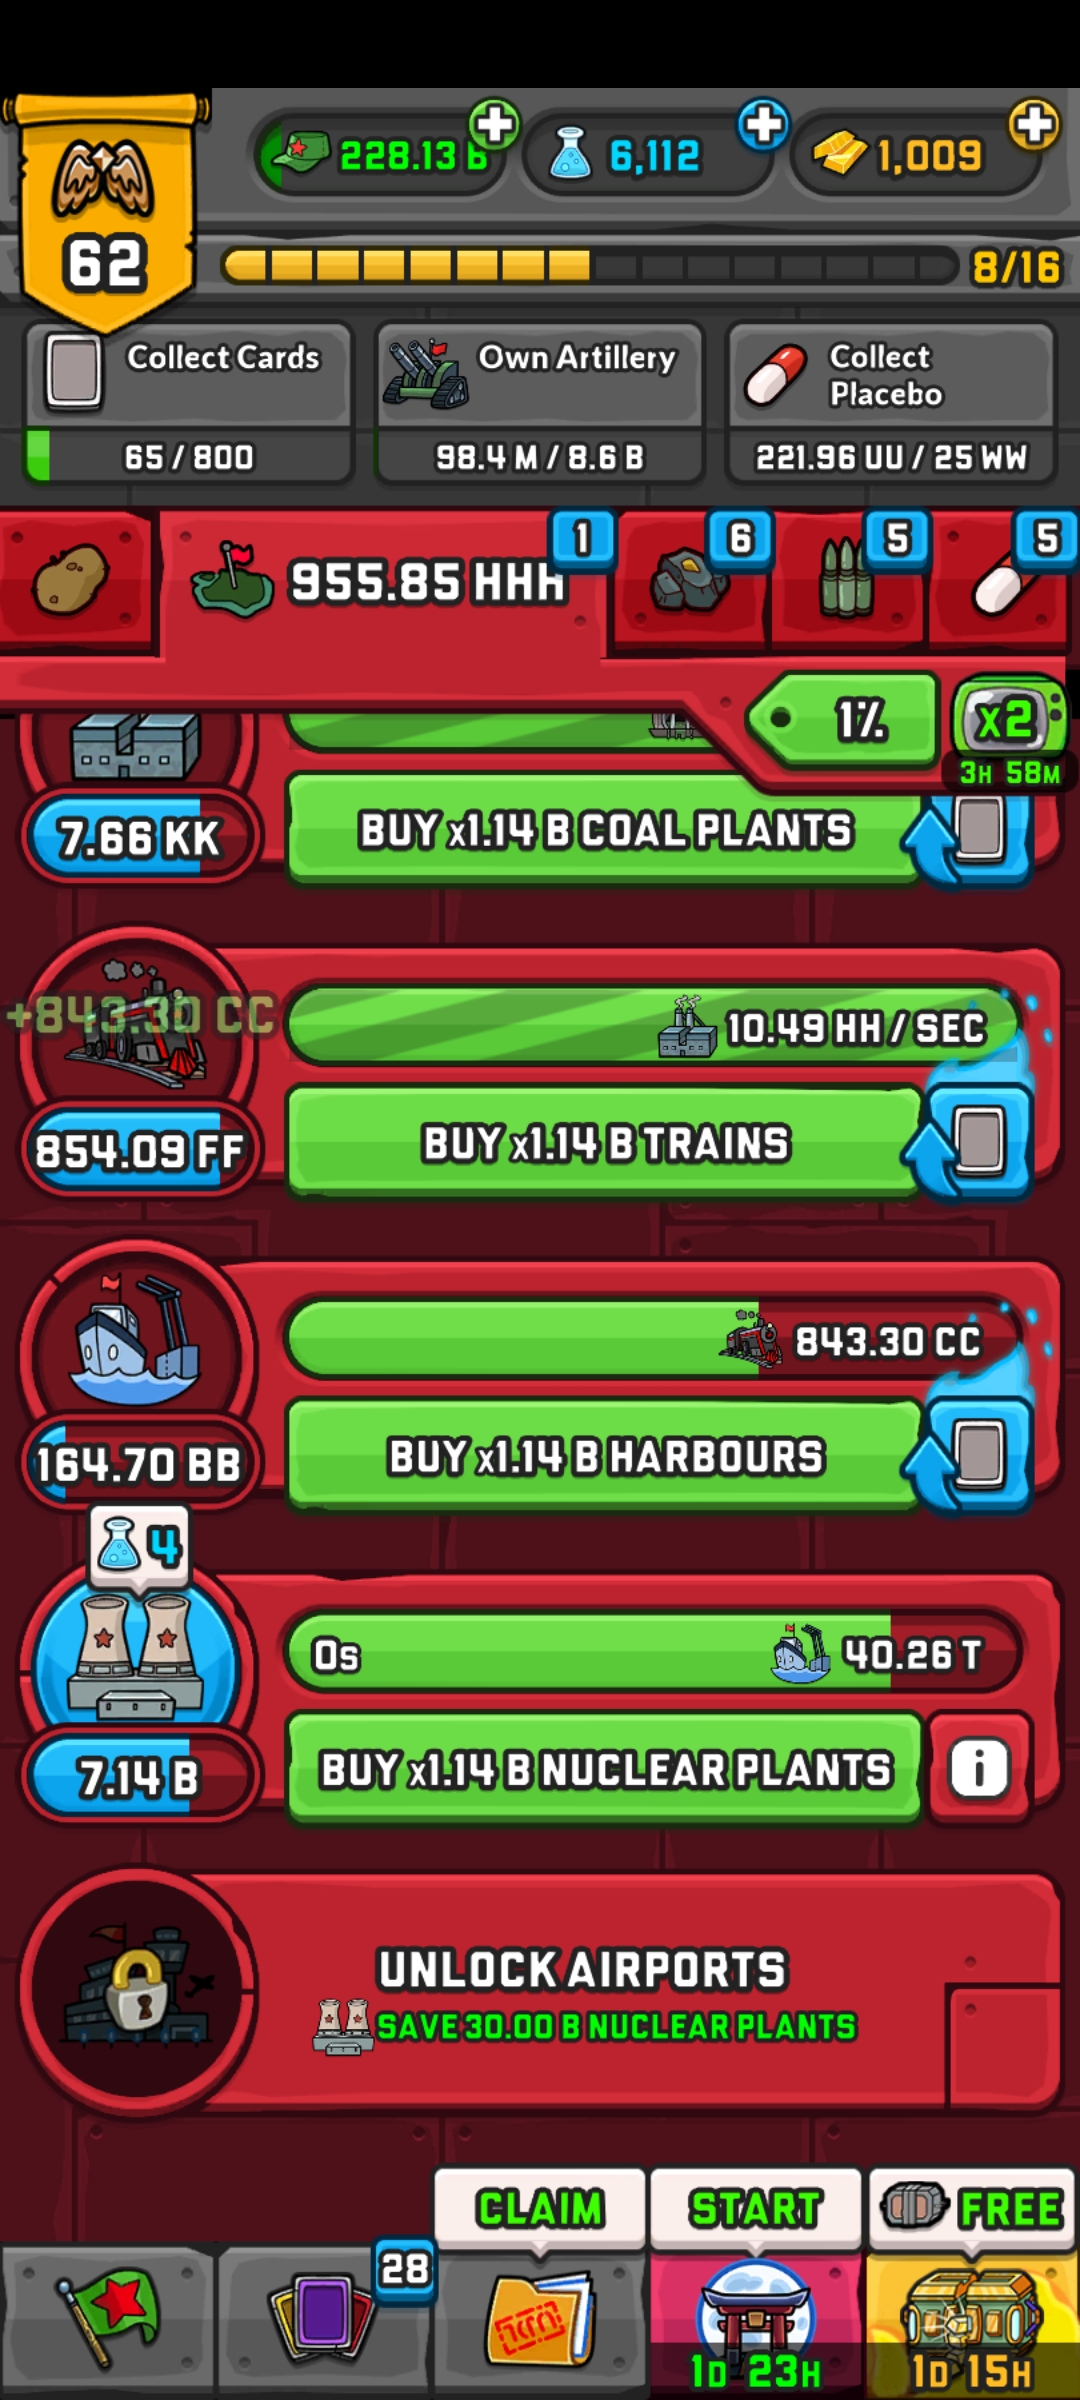 228.13 B
6,112
1,009
62
8/16
Collect Cards
65 / 800
Own Artillery
98.4 M / 8.6 B
Collect
Placebo
221.96 UU / 25 WW
955.85 HHH
1
6
5
5
1%
x2
3H 58M
7.66 KK
BUY x1.14 B COAL PLANTS
+843.30 CC
10.49 HH / SEC
854.09 FF
BUY x1.14 B TRAINS
843.30 CC
164.70 BB
BUY x1.14 B HARBOURS
4
0s
40.26 T
7.14 B
BUY x1.14 B NUCLEAR PLANTS
i
UNLOCK AIRPORTS
SAVE 30.00 B NUCLEAR PLANTS
28
CLAIM
START
FREE
1D 23H
1D 15H